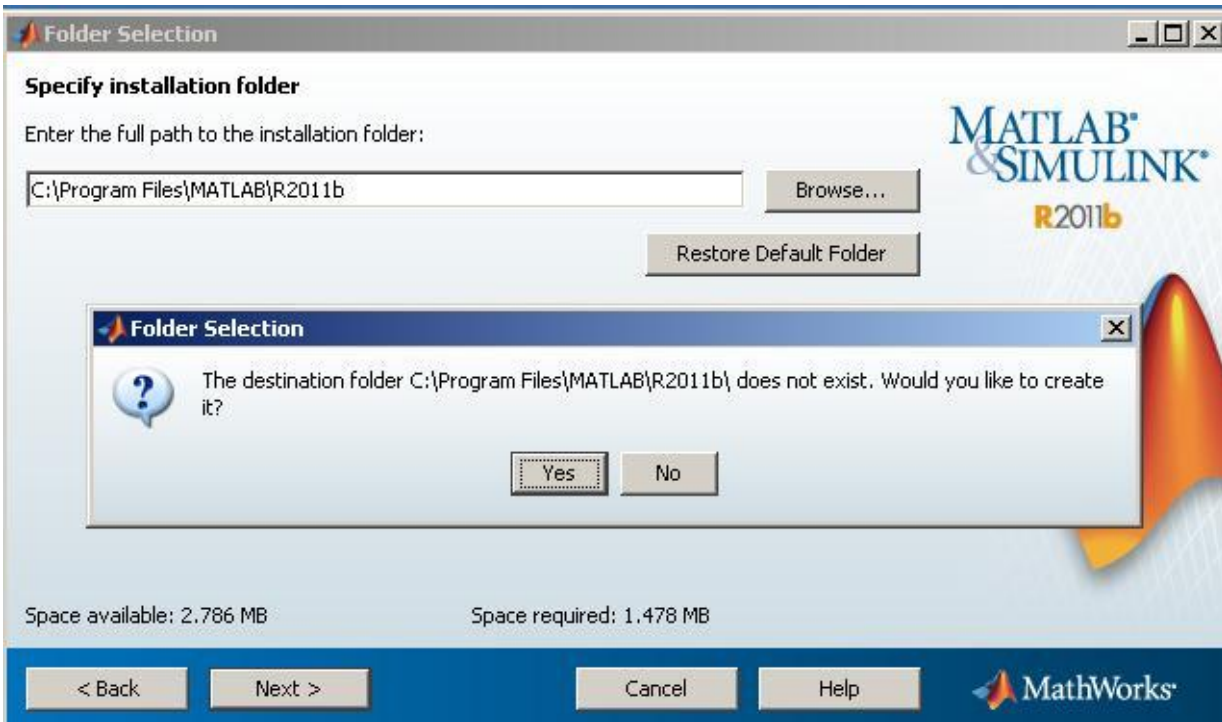 Folder Selection
Specify installation folder
Enter the full path to the installation folder:
C:\Program Files\MATLAB\R2011b
Browse...
Restore Default Folder
MATLAB®
&SIMULINK®
R2011b
Folder Selection
The destination folder C:\Program Files\MATLAB\R2011b\ does not exist. Would you like to create
it?
Yes
No
Space available: 2.786 MB
Space required: 1.478 MB
< Back
Next >
Cancel
Help
MathWorks®